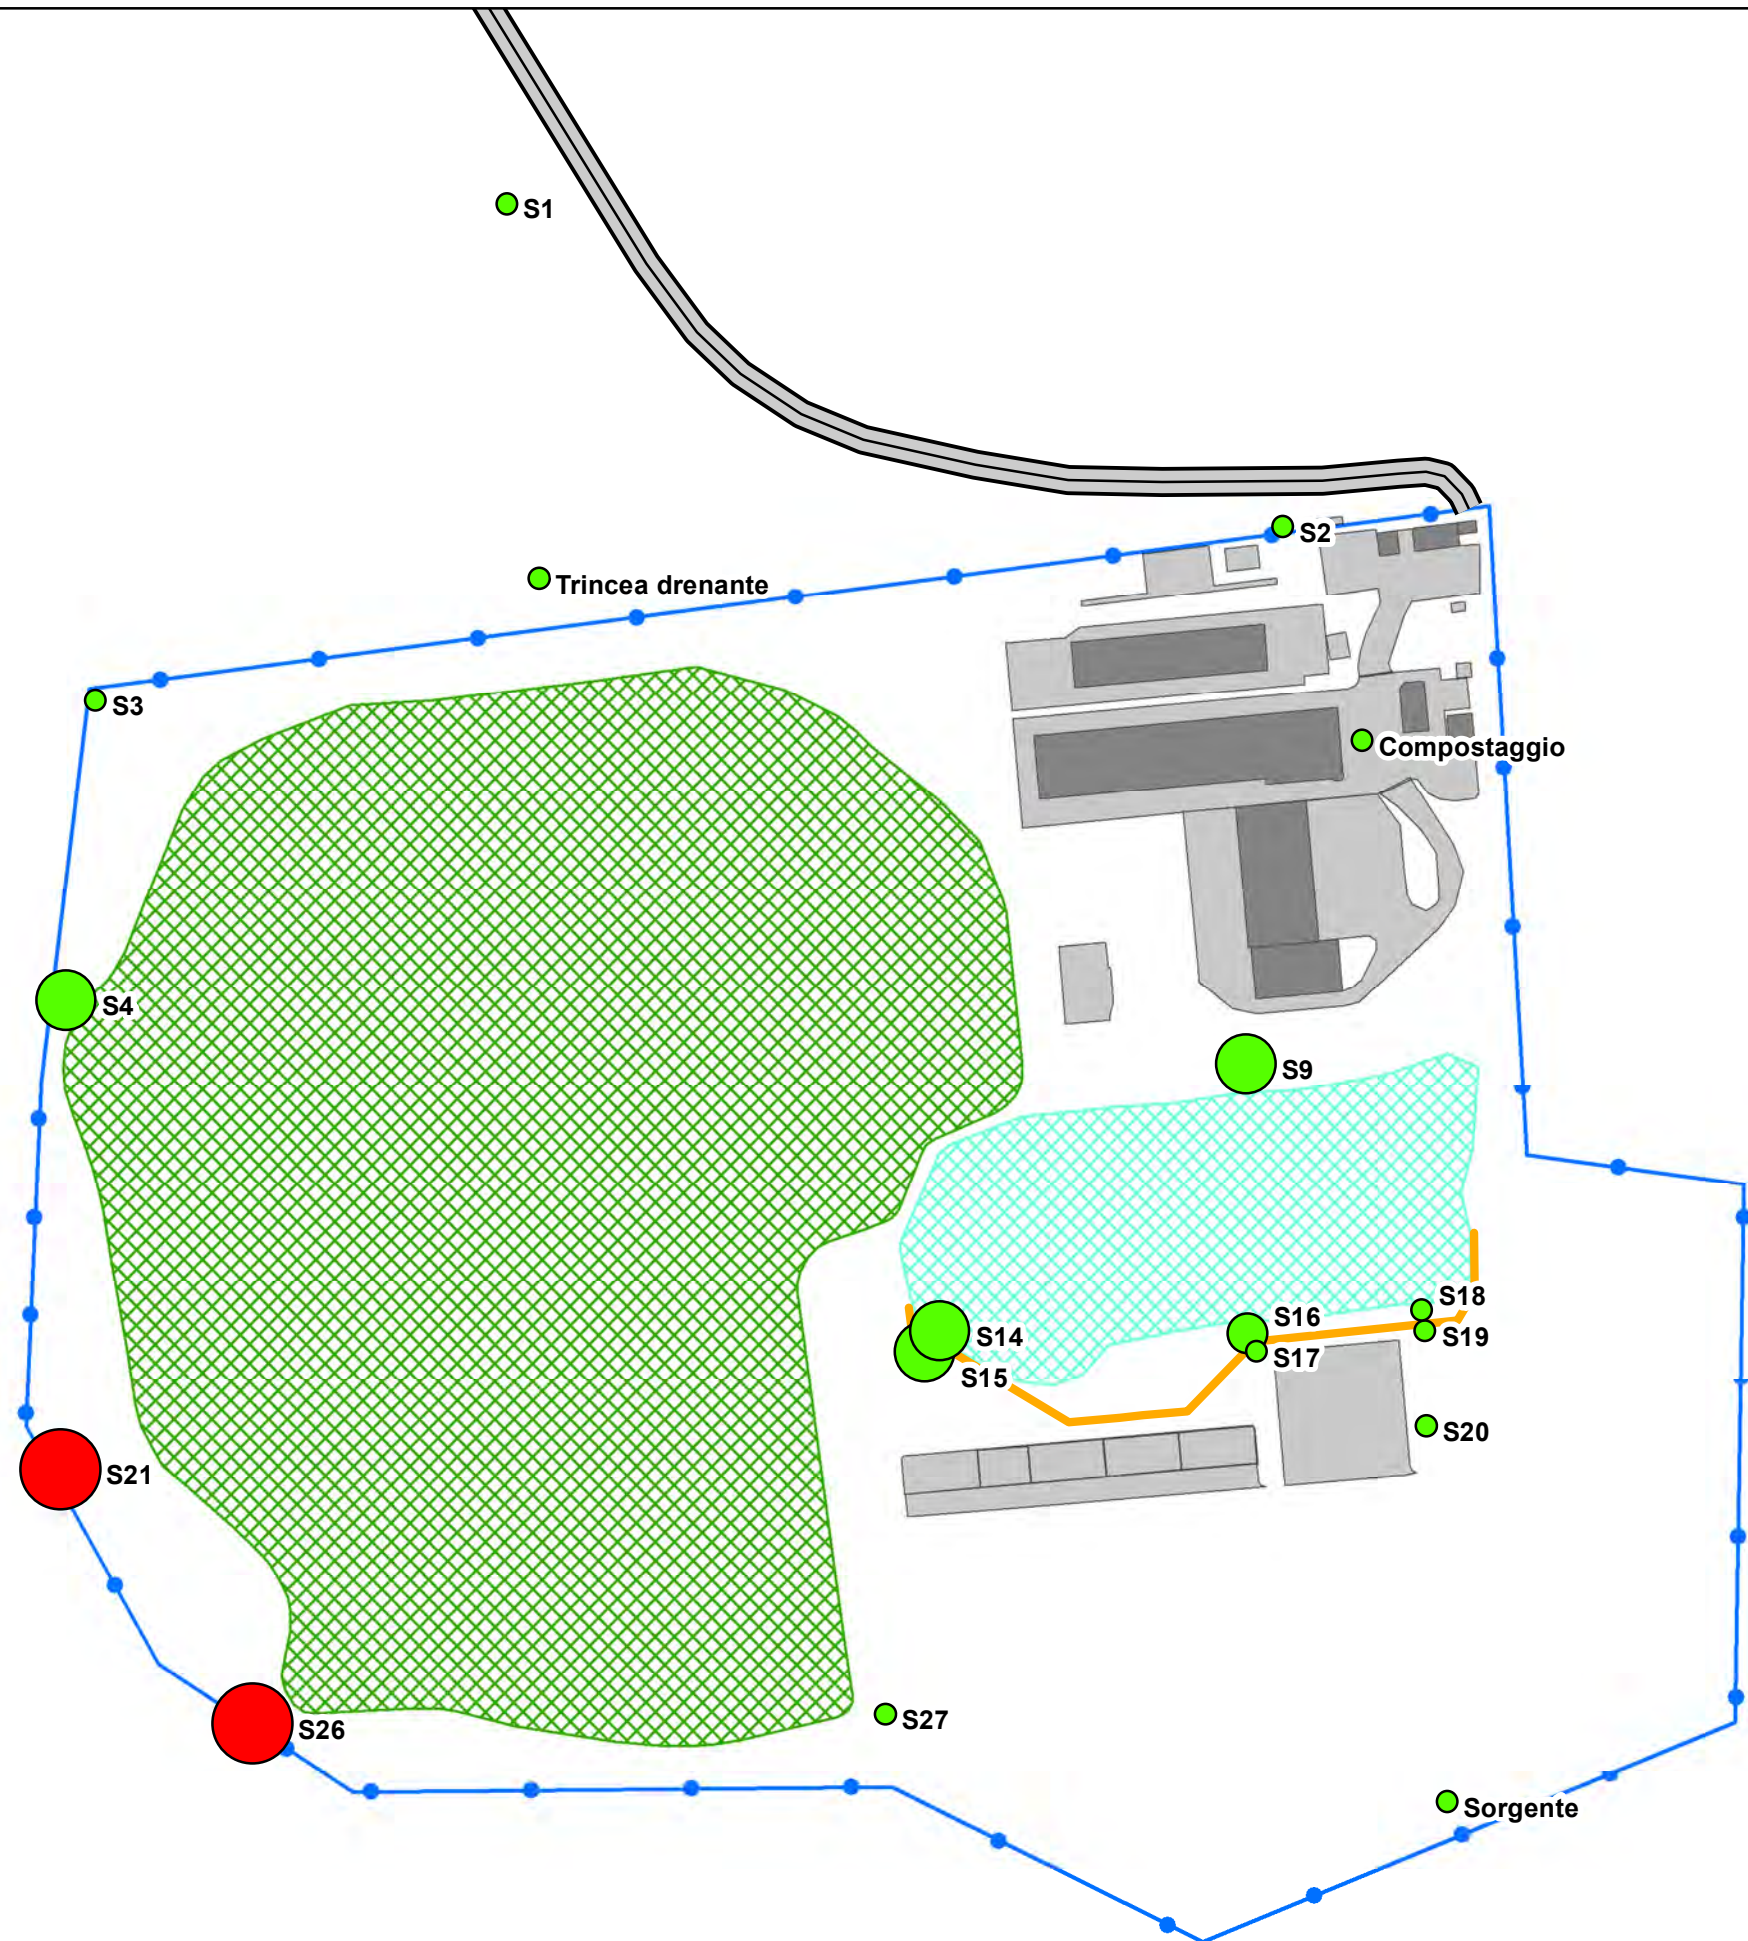 S1
S2
Trincea drenante
S3
Compostaggio
S4
S9
S18
S16
S14
S19
S17
S15
S20
S21
S27
S26
Sorgente